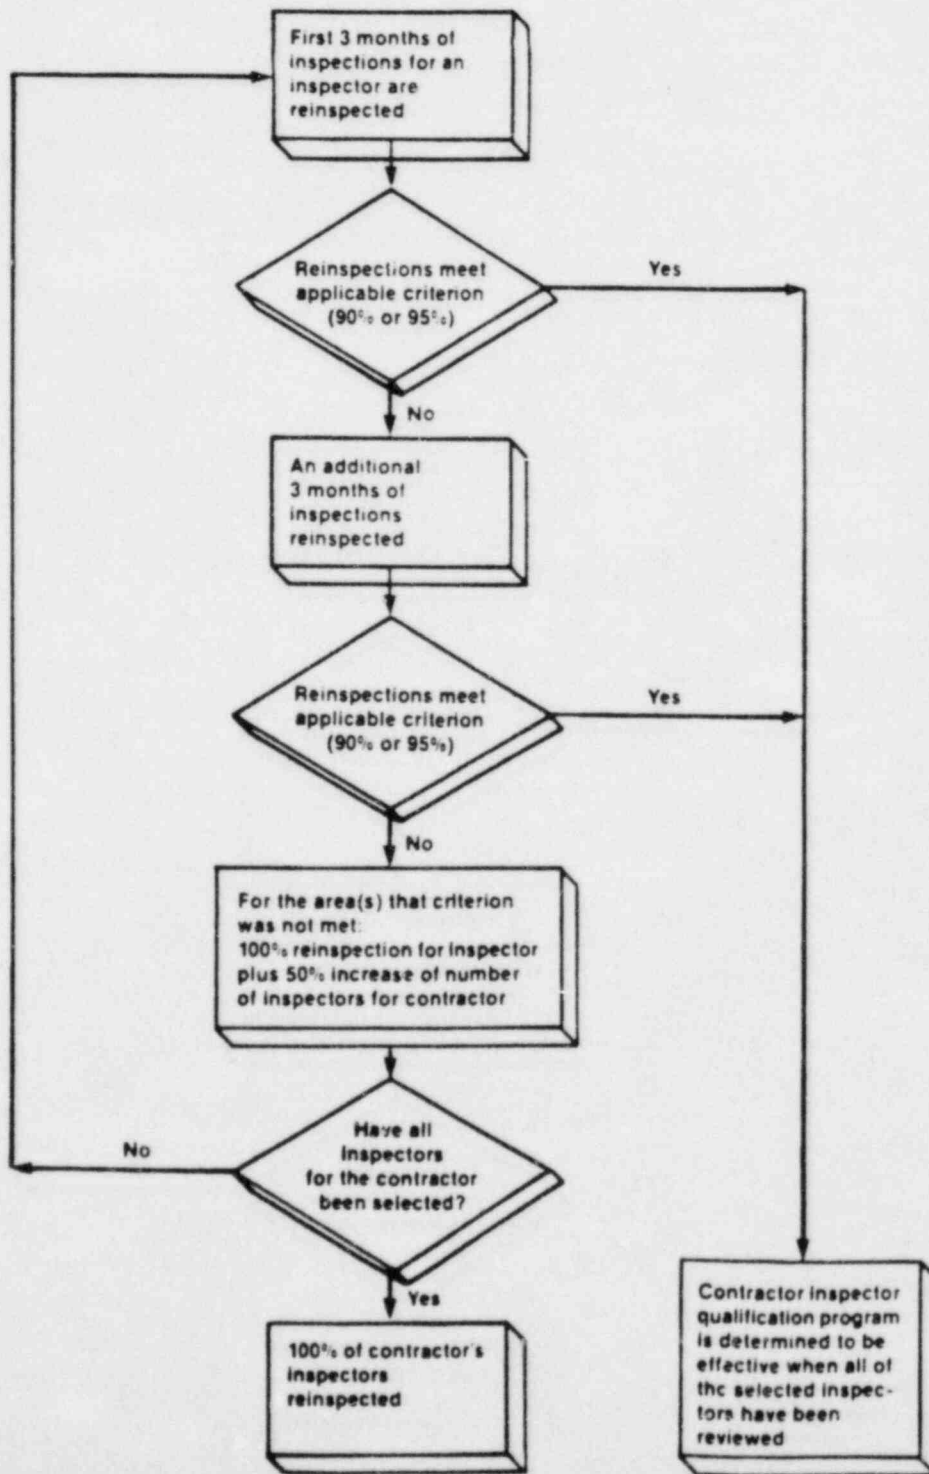 First 3 months of
inspections for an
inspector are
reinspected
Reinspections meet
applicable criterion
(90% or 95%)
Yes
No
An additional
3 months of
inspections
reinspected
Reinspections meet
applicable criterion
(90% or 95%)
Yes
No
For the area(s) that criterion
was not met:
100% reinspection for Inspector
plus 50% increase of number
of inspectors for contractor
Have all
Inspectors
for the contractor
been selected?
No
Yes
100% of contractor's
inspectors
reinspected
Contractor inspector
qualification program
is determined to be
effective when all of
the selected inspec-
tors have been
reviewed